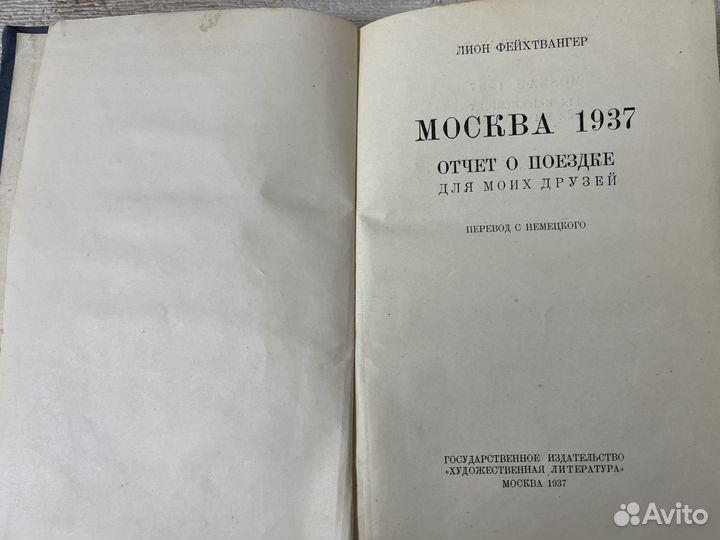 ЛИОН ФЕЙХТВАНГЕР
МОСКВА 1937
ОТЧЕТ О ПОЕЗДКЕ
ДЛЯ МОИХ ДРУЗЕЙ
ПЕРЕВОД С НЕМЕЦКОГО
ГОСУДАРСТВЕННОЕ ИЗДАТЕЛЬСТВО
«ХУДОЖЕСТВЕННАЯ ЛИТЕРАТУРА»
МОСКВА 1937
Avito